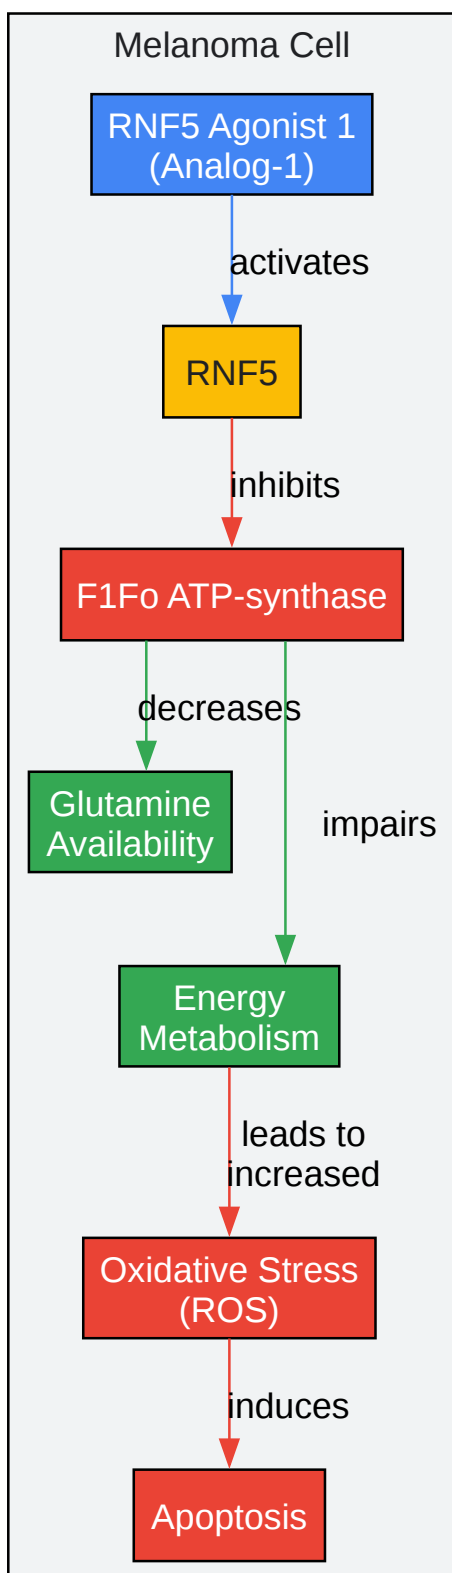 Melanoma Cell
RNF5 Agonist 1
(Analog-1)
activates
RNF5
inhibits
F1Fo ATP-synthase
decreases
Glutamine
Availability
impairs
Energy
Metabolism
leads to
increased
Oxidative Stress
(ROS)
induces
Apoptosis